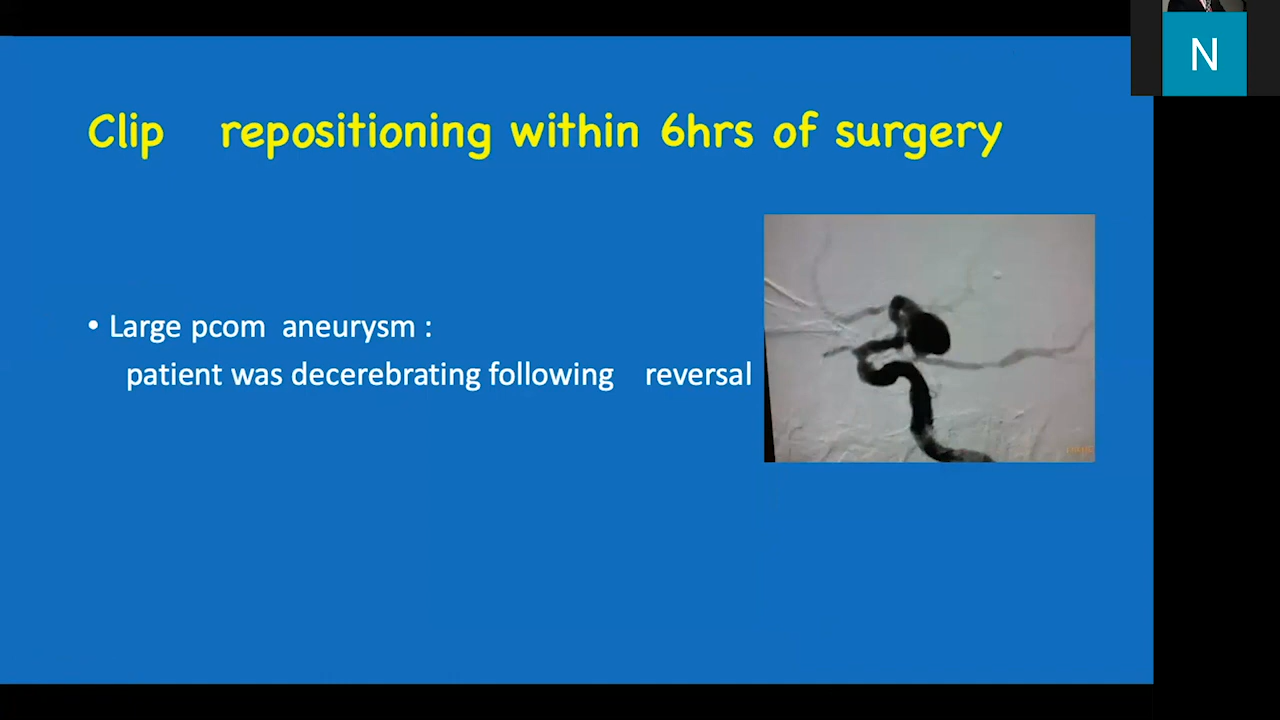 N
Clip repositioning within 6hrs of surgery
• Large pcom aneurysm :
patient was decerebrating following reversal